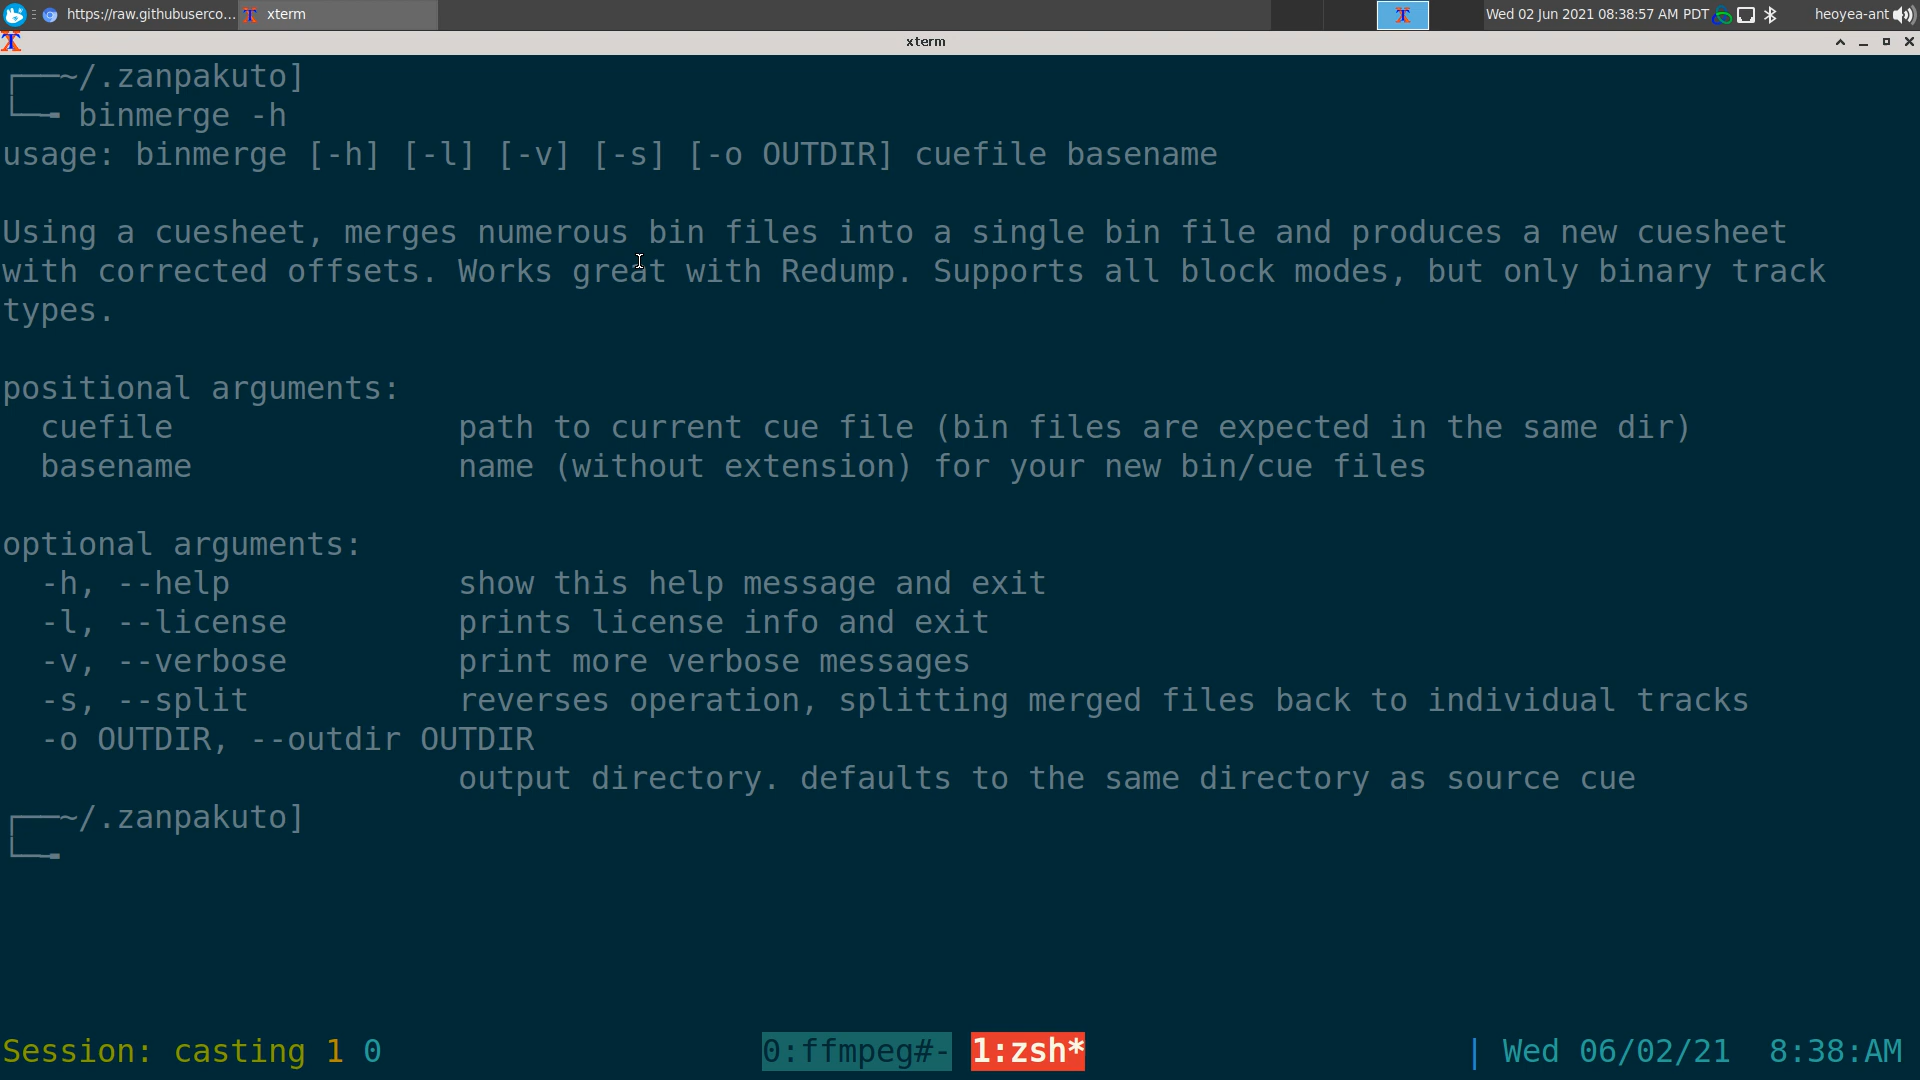 https://raw.githubuserco... xterm Wed 02 Jun 2021 08:38:57 AM PDT heoyea-ant
xterm
┌──~/.zanpakuto]
└─╼ binmerge -h
usage: binmerge [-h] [-l] [-v] [-s] [-o OUTDIR] cuefile basename
Using a cuesheet, merges numerous bin files into a single bin file and produces a new cuesheet
with corrected offsets. Works great with Redump. Supports all block modes, but only binary track
types.
positional arguments:
  cuefile               path to current cue file (bin files are expected in the same dir)
  basename              name (without extension) for your new bin/cue files
optional arguments:
  -h, --help            show this help message and exit
  -l, --license         prints license info and exit
  -v, --verbose         print more verbose messages
  -s, --split           reverses operation, splitting merged files back to individual tracks
  -o OUTDIR, --outdir OUTDIR
                        output directory. defaults to the same directory as source cue
┌──~/.zanpakuto]
└─╼
Session: casting 1 0 0:ffmpeg#- 1:zsh* | Wed 06/02/21 8:38:AM